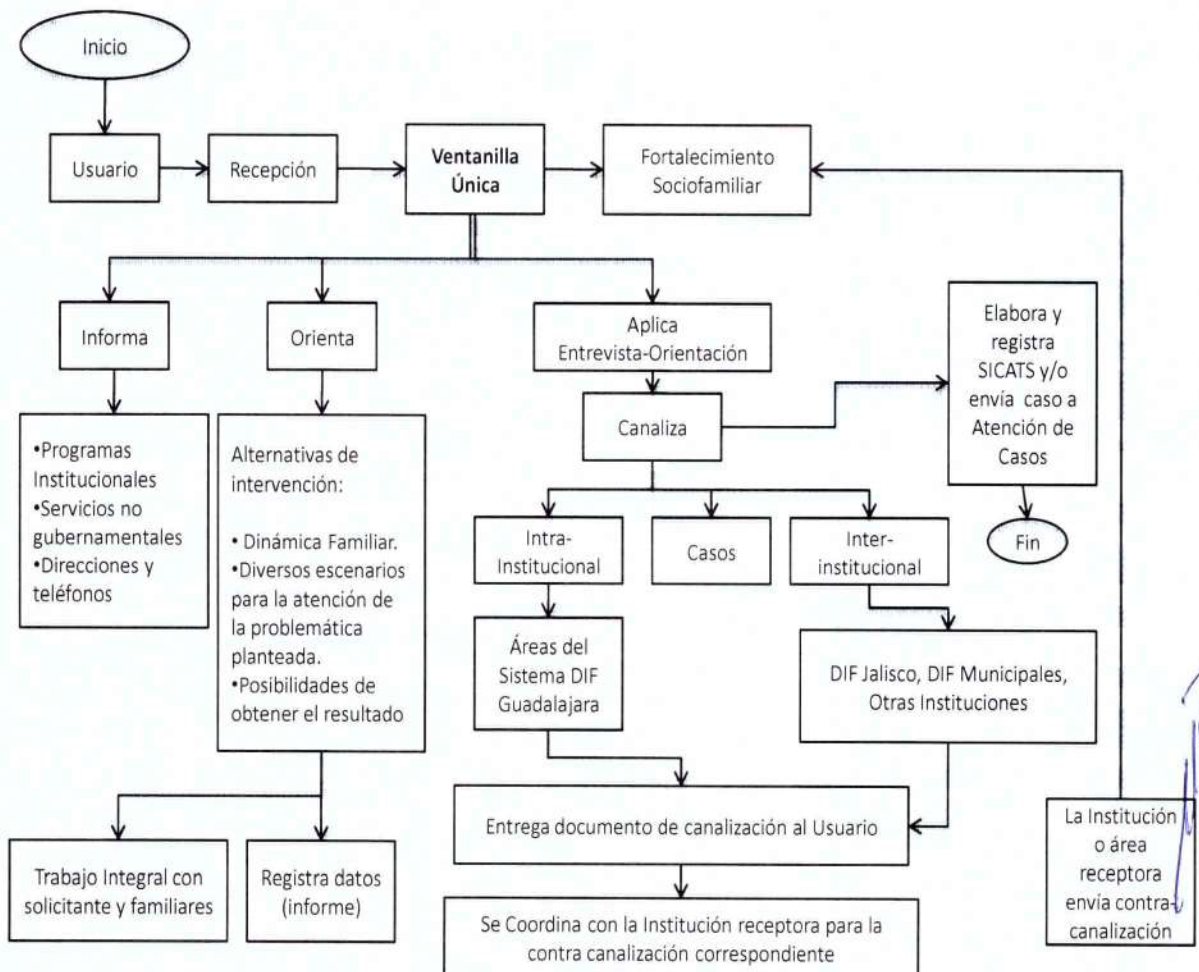 Inicio
Usuario
Recepción
Ventanilla
Única
Fortalecimiento
Sociofamiliar
Informa
Orienta
Aplica
Entrevista-Orientación
Elabora y
registra
SICATS y/o
envía caso a
Atención de
Casos
Canaliza
Fin
•Programas
Institucionales
•Servicios no
gubernamentales
•Direcciones y
teléfonos
Alternativas de
intervención:
• Dinámica Familiar.
•Diversos escenarios
para la atención de
la problemática
planteada.
•Posibilidades de
obtener el resultado
Intra-
Institucional
Casos
Inter-
institucional
Áreas del
Sistema DIF
Guadalajara
DIF Jalisco, DIF Municipales,
Otras Instituciones
Trabajo Integral con
solicitante y familiares
Registra datos
(informe)
Entrega documento de canalización al Usuario
Se Coordina con la Institución receptora para la
contra canalización correspondiente
La Institución
o área
receptora
envía contra-
canalización